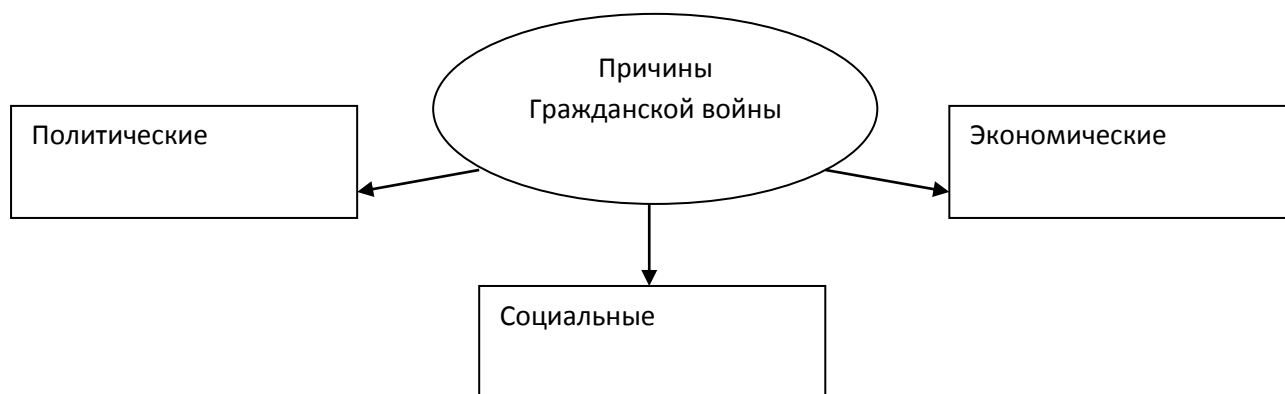 Причины
Гражданской войны
Политические
Экономические
Социальные